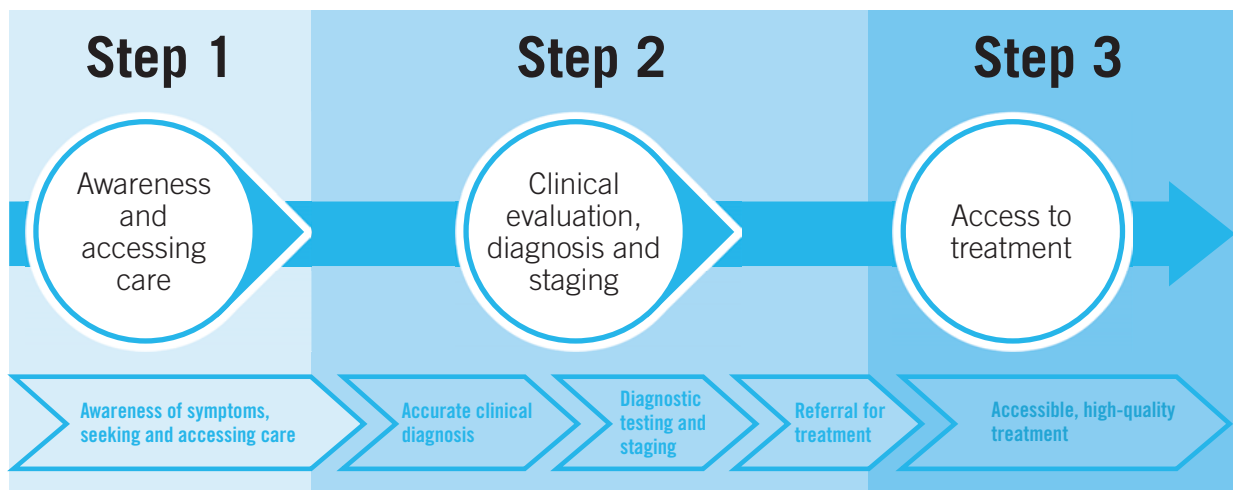 Step 1
Step 2
Step 3
Awareness
and
accessing
care
Clinical
evaluation,
diagnosis and
staging
Access to
treatment
Awareness of symptoms,
seeking and accessing care
Accurate clinical
diagnosis
Diagnostic
testing and
staging
Referral for
treatment
Accessible, high-quality
treatment